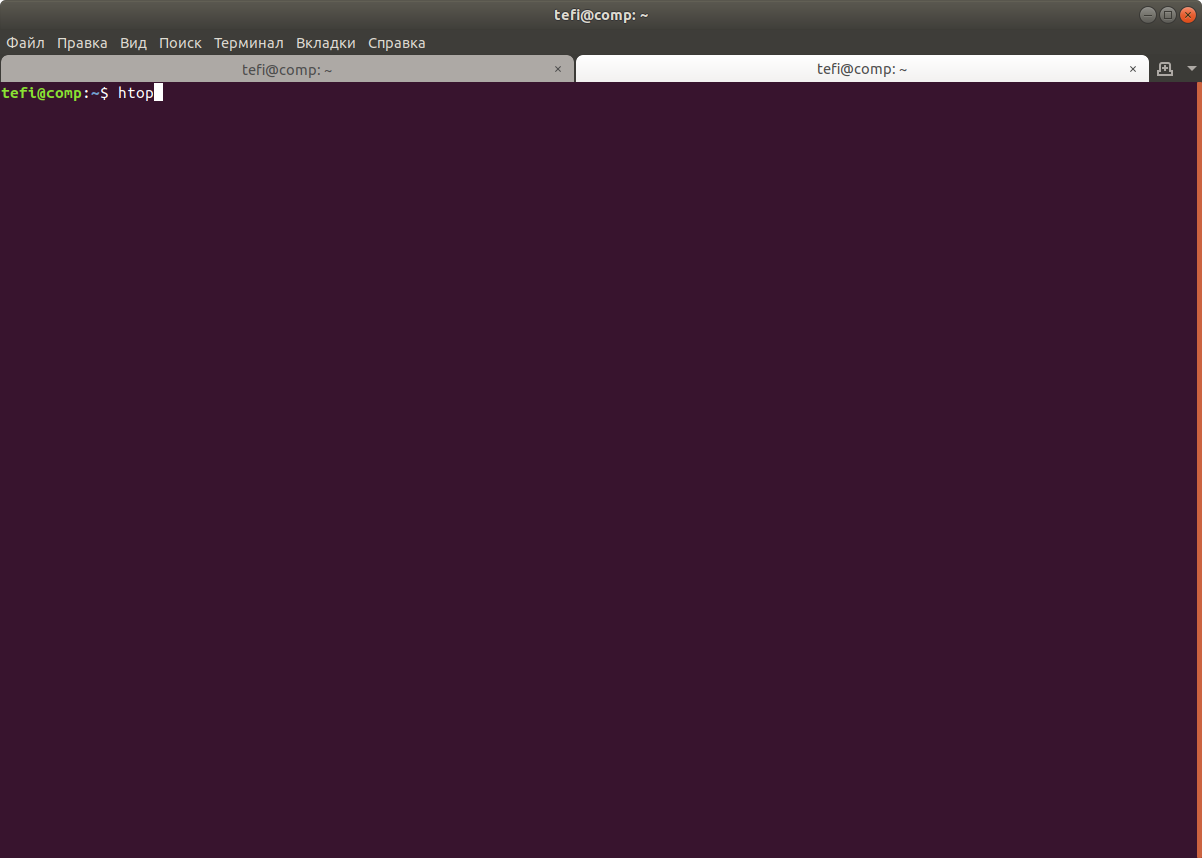 tefi@comp: ~
Файл Правка Вид Поиск Терминал Вкладки Справка
tefi@comp: ~ × tefi@comp: ~ ×
tefi@comp:~$ htop